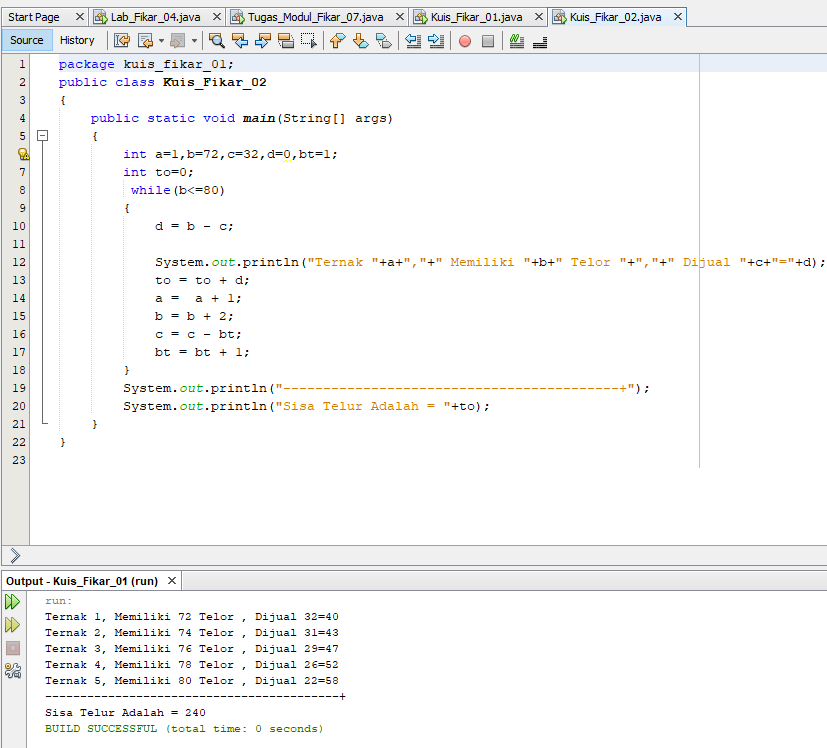 Start Page Lab_Fikar_04.java Tugas_Modul_Fikar_07.java Kuis_Fikar_01.java Kuis_Fikar_02.java
Source History
1 package kuis_fikar_01;
2 public class Kuis_Fikar_02
3 {
4 public static void main(String[] args)
5 {
int a=1,b=72,c=32,d=0,bt=1;
7 int to=0;
8 while(b<=80)
9 {
10 d = b - c;
11
12 System.out.println("Ternak "+a+","+" Memiliki "+b+" Telor "+","+" Dijual "+c+"="+d);
13 to = to + d;
14 a =  a + 1;
15 b = b + 2;
16 c = c - bt;
17 bt = bt + 1;
18 }
19 System.out.println("------------------------------------------+");
20 System.out.println("Sisa Telur Adalah = "+to);
21 }
22 }
23
Output - Kuis_Fikar_01 (run)
run:
Ternak 1, Memiliki 72 Telor , Dijual 32=40
Ternak 2, Memiliki 74 Telor , Dijual 31=43
Ternak 3, Memiliki 76 Telor , Dijual 29=47
Ternak 4, Memiliki 78 Telor , Dijual 26=52
Ternak 5, Memiliki 80 Telor , Dijual 22=58
------------------------------------------+
Sisa Telur Adalah = 240
BUILD SUCCESSFUL (total time: 0 seconds)